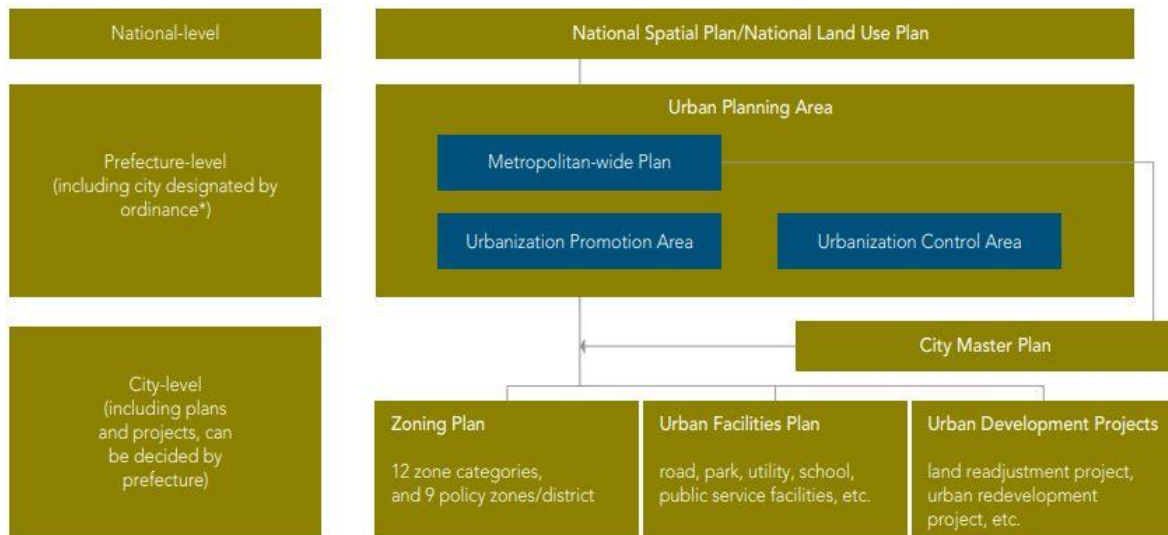 National-level
National Spatial Plan/National Land Use Plan
Prefecture-level
(including city designated by
ordinance*)
Urban Planning Area
Metropolitan-wide Plan
Urbanization Promotion Area
Urbanization Control Area
City-level
(including plans
and projects, can
be decided by
prefecture)
City Master Plan
Zoning Plan
12 zone categories,
and 9 policy zones/district
Urban Facilities Plan
road, park, utility, school,
public service facilities, etc.
Urban Development Projects
land readjustment project,
urban redevelopment
project, etc.